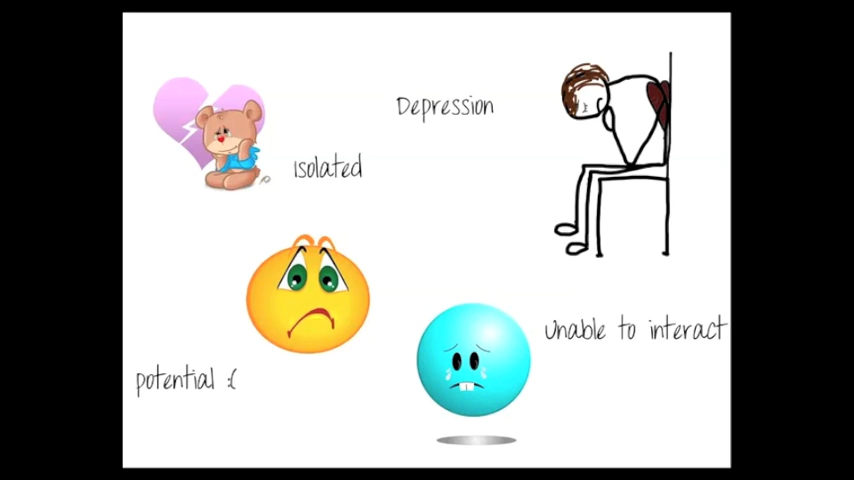 Depression
isolated
unable to interact
potential :(